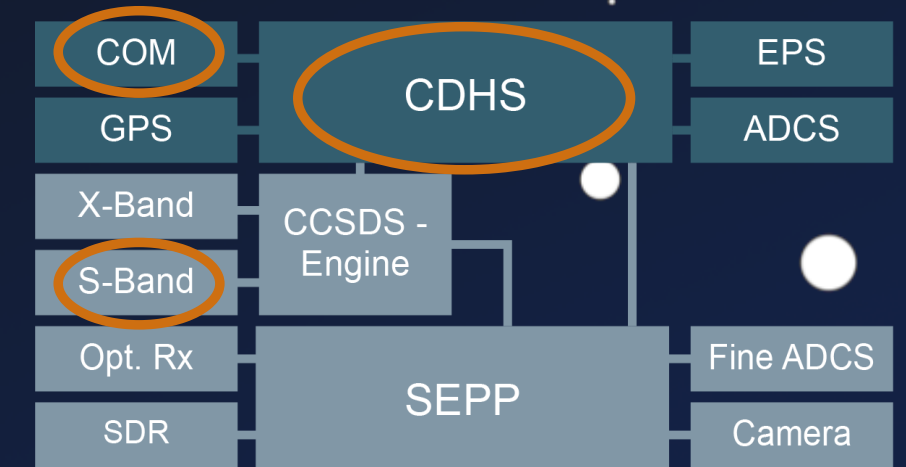 COM
CDHS
EPS
GPS
ADCS
X-Band
CCSDS -
Engine
S-Band
Opt. Rx
SEPP
Fine ADCS
SDR
Camera